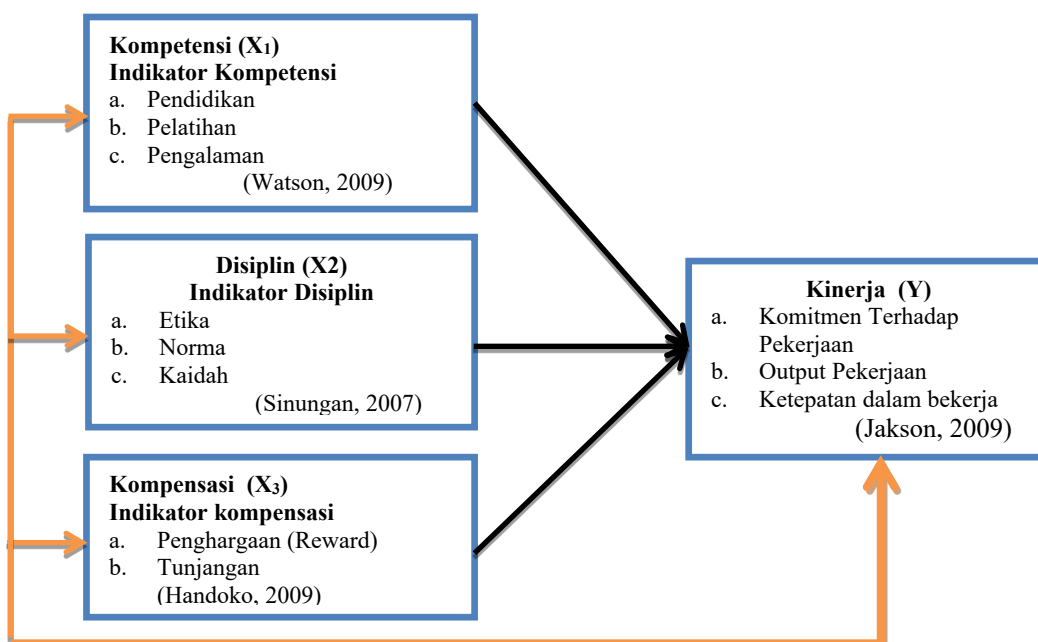 Kompetensi (X₁)
Indikator Kompetensi
a. Pendidikan
b. Pelatihan
c. Pengalaman
(Watson, 2009)
Disiplin (X2)
Indikator Disiplin
a. Etika
b. Norma
c. Kaidah
(Sinungan, 2007)
Kompensasi (X₃)
Indikator kompensasi
a. Penghargaan (Reward)
b. Tunjangan
(Handoko, 2009)
Kinerja (Y)
a. Komitmen Terhadap
Pekerjaan
b. Output Pekerjaan
c. Ketepatan dalam bekerja
(Jakson, 2009)